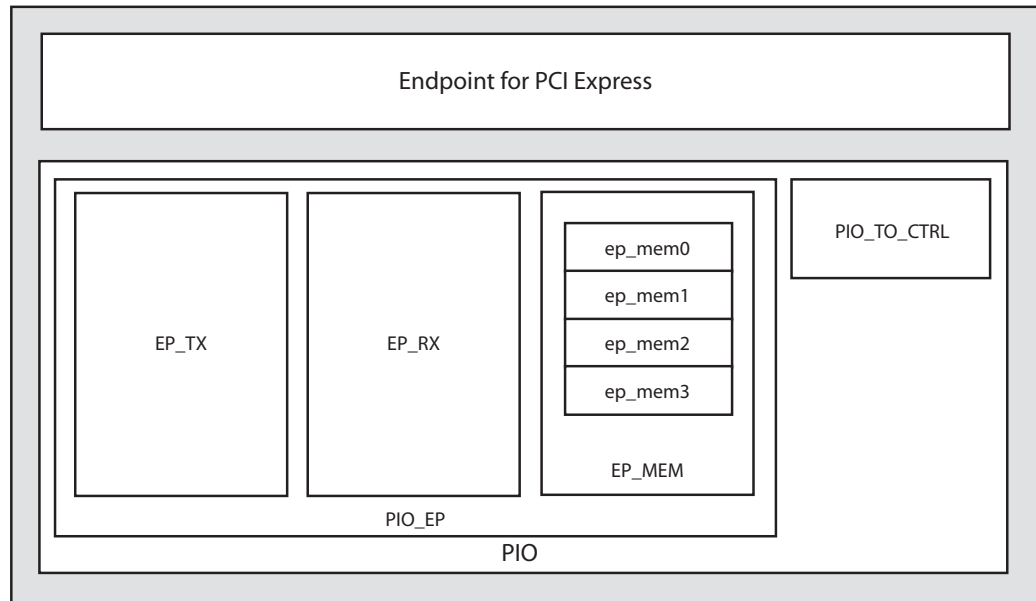 Endpoint for PCI Express
PIO_TO_CTRL
ep_mem0
ep_mem1
EP_TX
EP_RX
ep_mem2
ep_mem3
EP_MEM
PIO_EP
PIO